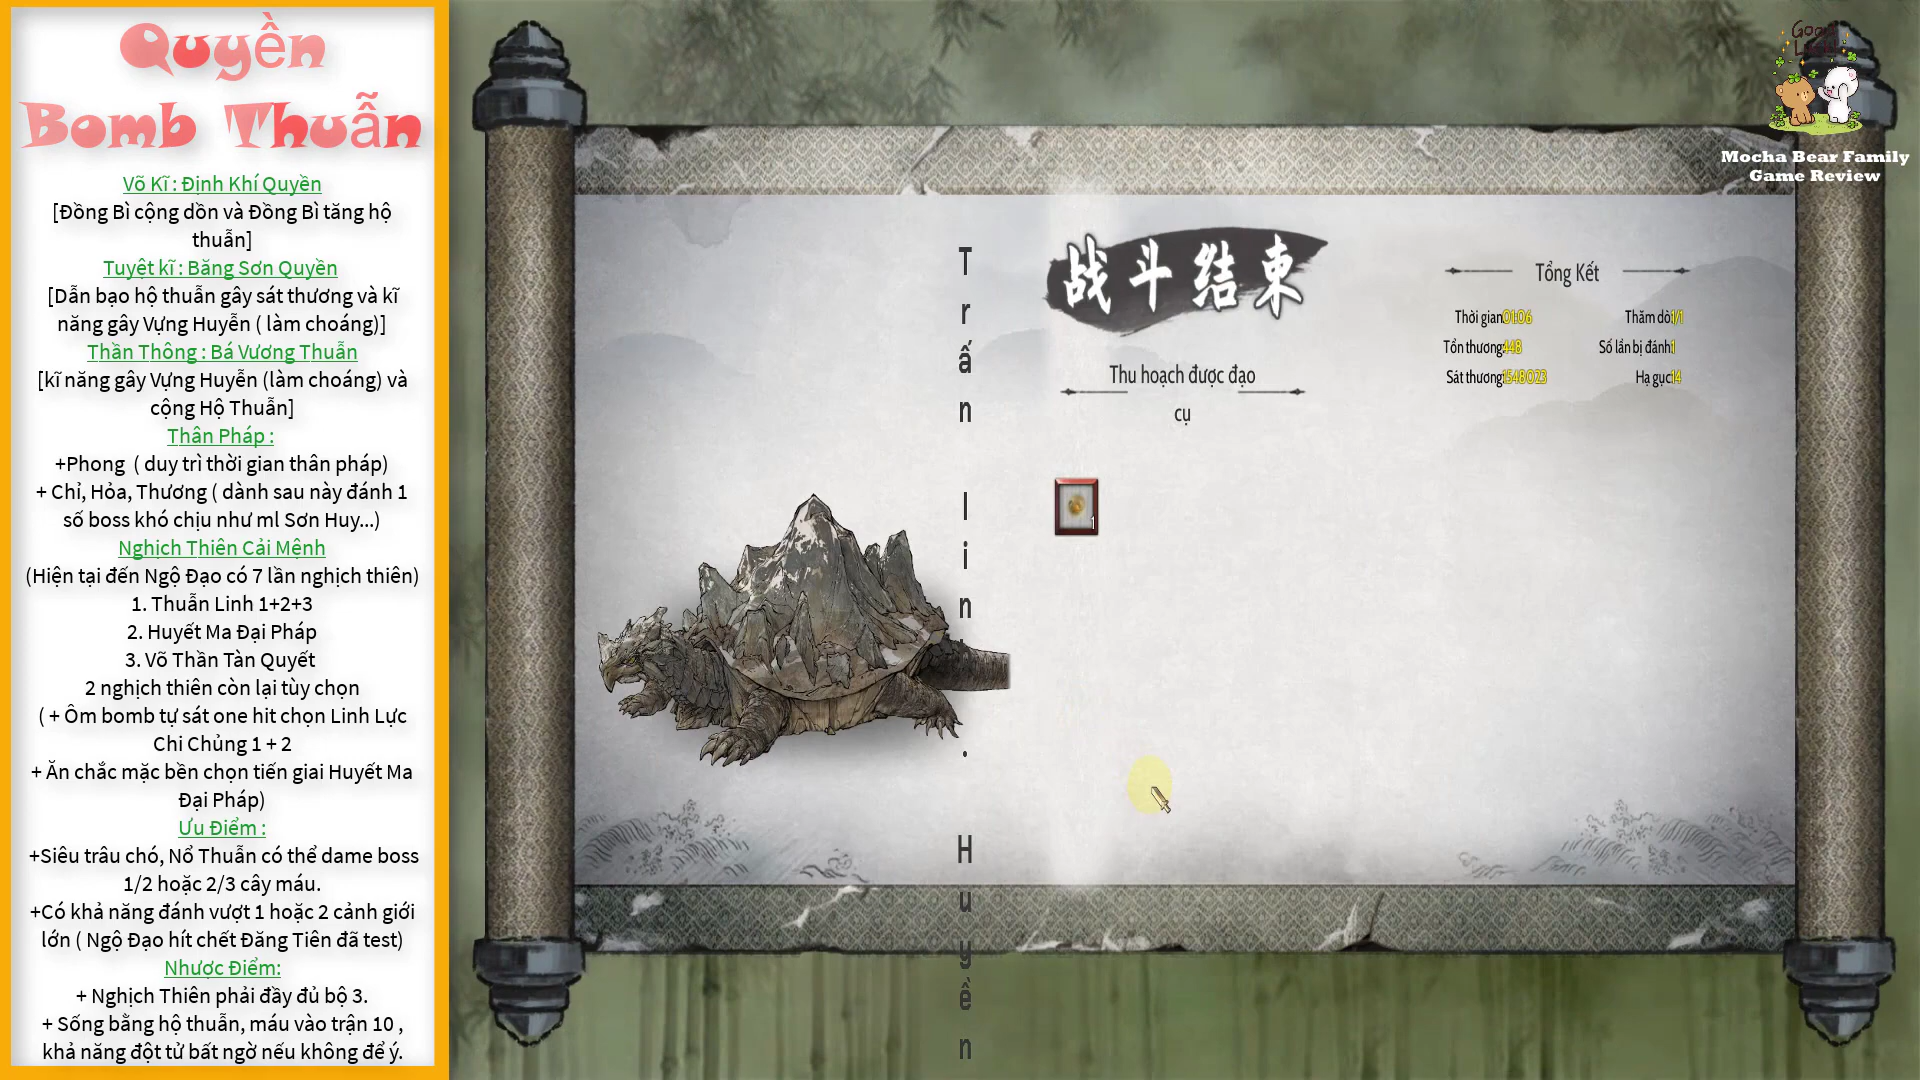 Quyền
Bomb Thuẫn
Võ Kĩ : Định Khí Quyền
[Đồng Bì cộng dồn và Đồng Bì tăng hộ
thuẫn]
Tuyệt kĩ : Băng Sơn Quyền
[Dẫn bạo hộ thuẫn gây sát thương và kĩ
năng gây Vựng Huyễn ( làm choáng)]
Thần Thông : Bá Vương Thuẫn
[kĩ năng gây Vựng Huyễn (làm choáng) và
cộng Hộ Thuẫn]
Thân Pháp :
+Phong ( duy trì thời gian thân pháp)
+ Chỉ, Hỏa, Thương ( dành sau này đánh 1
số boss khó chịu như ml Sơn Huy...)
Nghịch Thiên Cải Mệnh
(Hiện tại đến Ngộ Đạo có 7 lần nghịch thiên)
1. Thuẫn Linh 1+2+3
2. Huyết Ma Đại Pháp
3. Võ Thần Tàn Quyết
2 nghịch thiên còn lại tùy chọn
( + Ôm bomb tự sát one hit chọn Linh Lực
Chi Chủng 1 + 2
+ Ăn chắc mặc bền chọn tiến giai Huyết Ma
Đại Pháp)
Ưu Điểm :
+Siêu trâu chó, Nổ Thuẫn có thể dame boss
1/2 hoặc 2/3 cây máu.
+Có khả năng đánh vượt 1 hoặc 2 cảnh giới
lớn ( Ngộ Đạo hít chết Đăng Tiên đã test)
Nhược Điểm:
+ Nghịch Thiên phải đầy đủ bộ 3.
+ Sống bằng hộ thuẫn, máu vào trận 10 ,
khả năng đột tử bất ngờ nếu không để ý.
Trấn lin . Huyền
战斗结束
Thu hoạch được đạo
cụ
1
Tổng Kết
Thời gian:01:06
Thăm dò:1/1
Tổn thương:448
Số lần bị đánh:1
Sát thương:1548023
Hạ gục:14
Good
Luck
Mocha Bear Family
Game Review